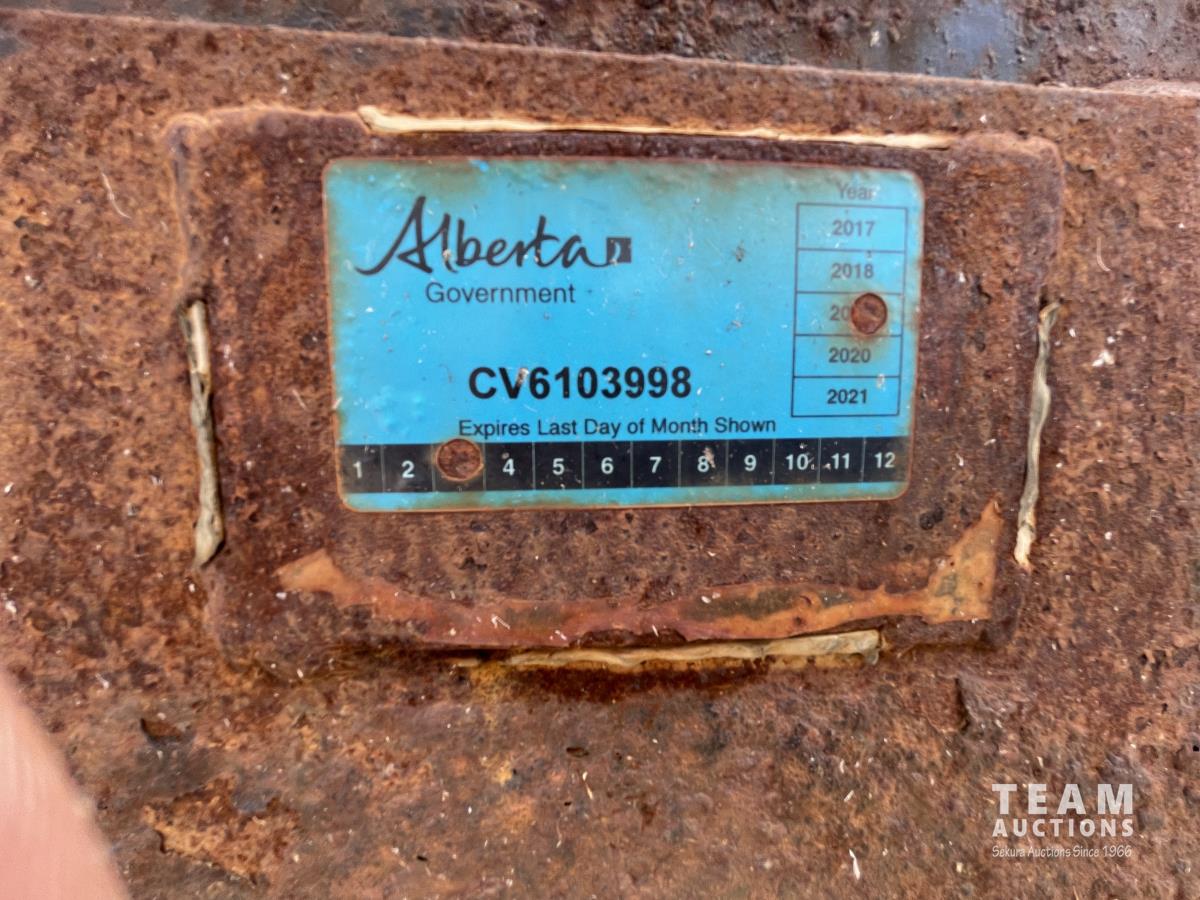 Alberta
Government
Year
2017
2018
20
2020
2021
CV6103998
Expires Last Day of Month Shown
1 2 4 5 6 7 8 9 10 11 12
TEAM
AUCTIONS
Sekura Auctions Since 1966